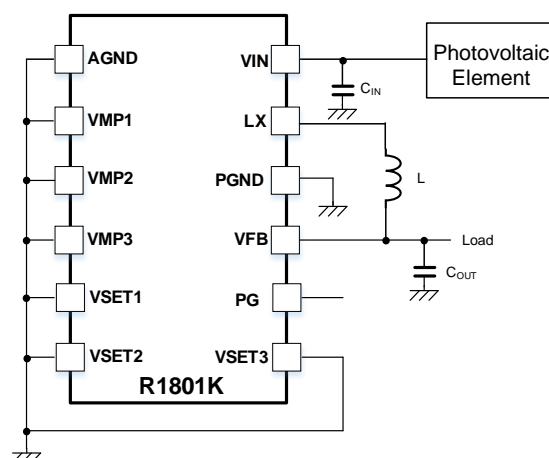 AGND
VMP1
VMP2
VMP3
VSET1
VSET2
VIN
LX
PGND
VFB
PG
VSET3
R1801K
CIN
Photovoltaic
Element
L
Load
COUT